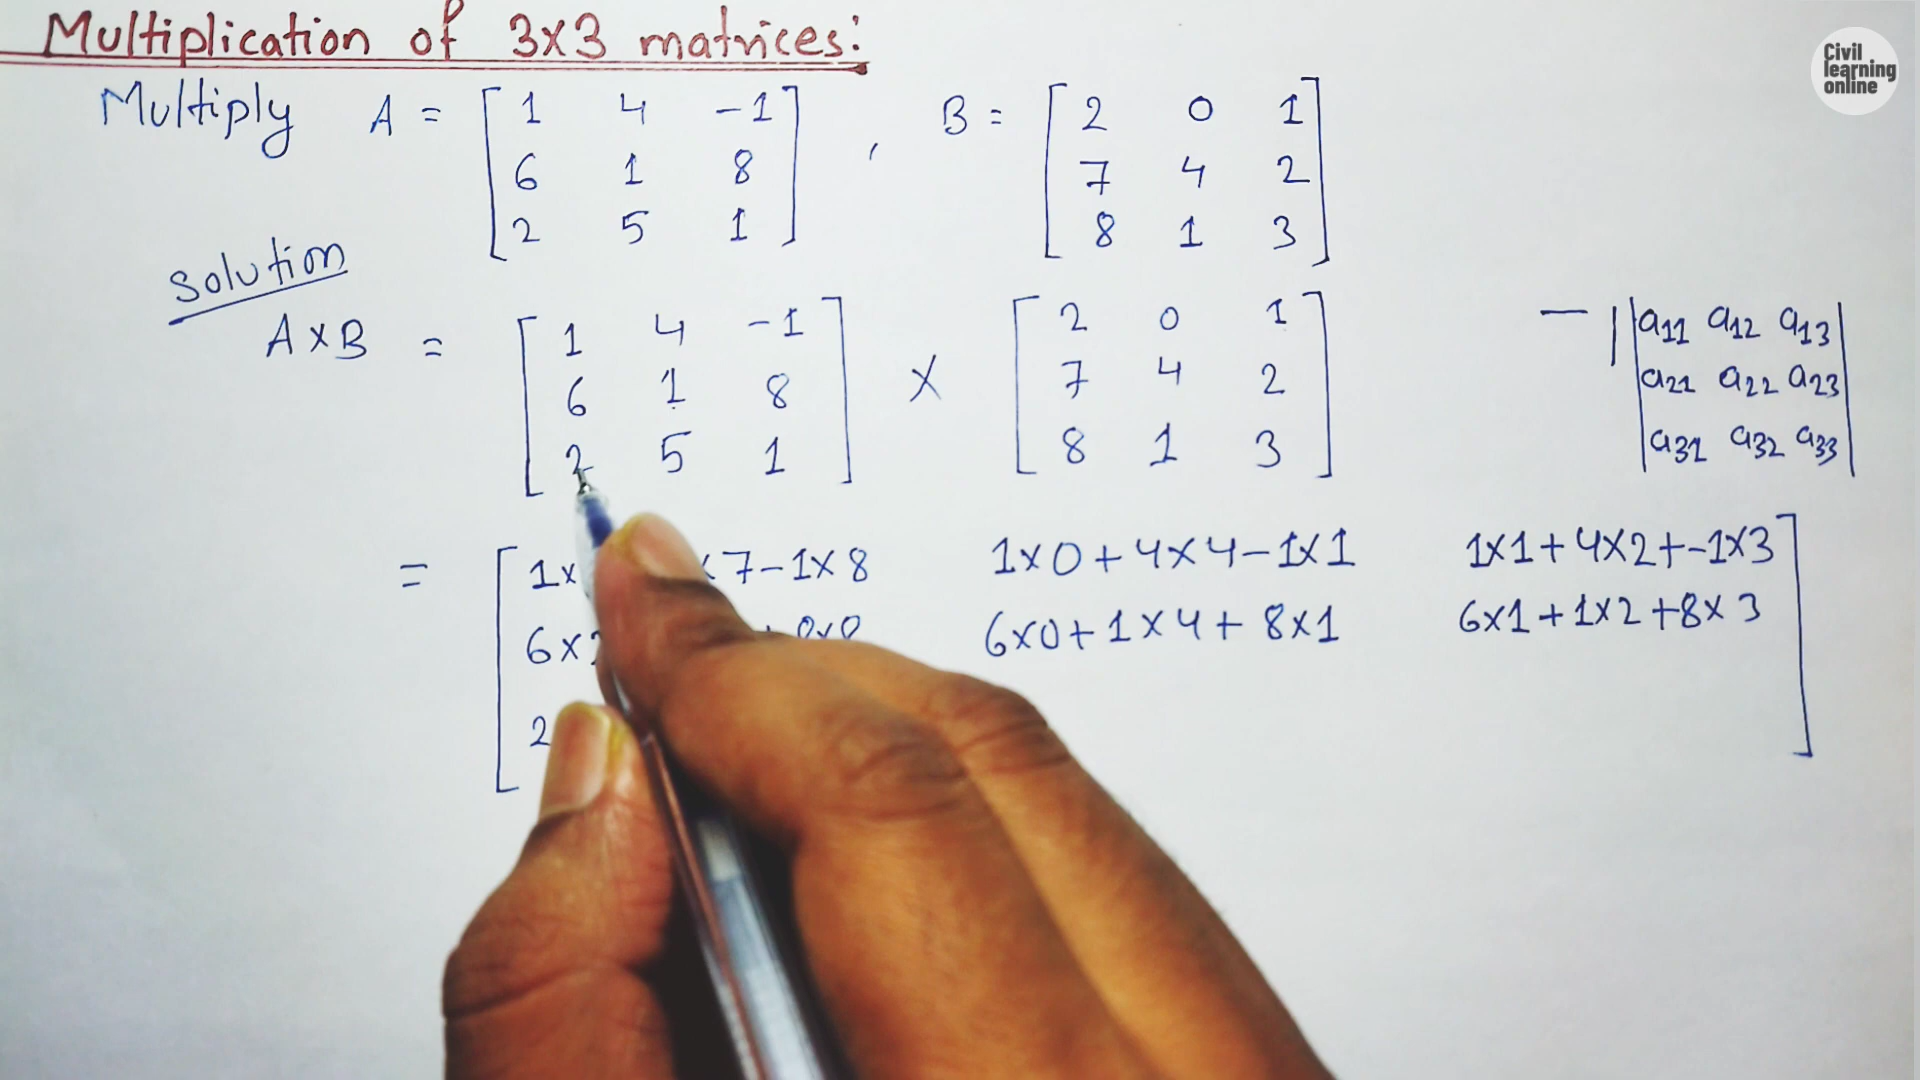 Multiplication of 3x3 matrices:
Civil
learning
online
Multiply A = [ 1 4 -1 ] , B = [ 2 0 1 ]
6 1 8 7 4 2
2 5 1 8 1 3
Solution
A x B = [ 1 4 -1 ] x [ 2 0 1 ] - | |a11 a12 a13|
6 1 8 7 4 2 a21 a22 a23
2 5 1 8 1 3 a31 a32 a33
= [ 1x x7-1x8 1x0+4x4-1x1 1x1+4x2+-1x3 ]
6x 6x0+1x4+8x1 6x1+1x2+8x3
2